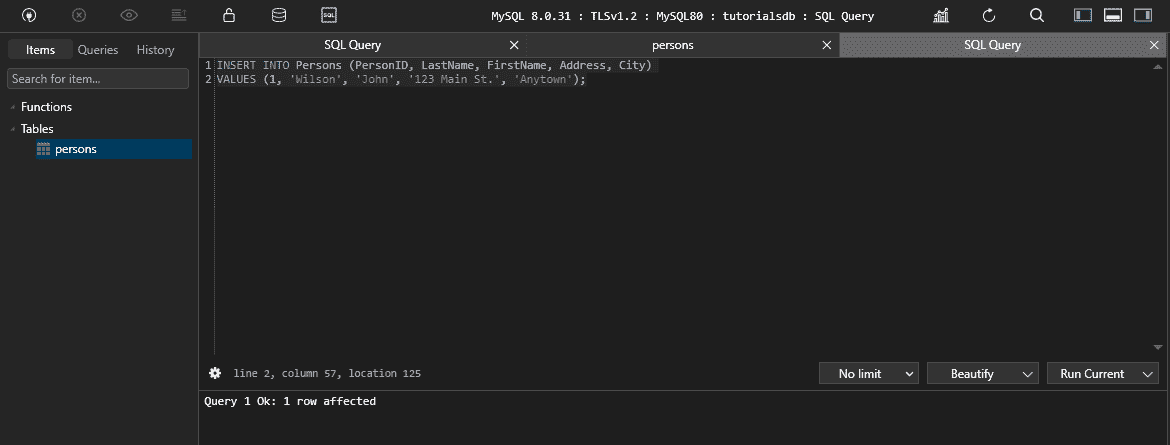 SQL
MySQL 8.0.31 : TLSv1.2 : MySQL80 : tutorialsdb : SQL Query
Items Queries History
SQL Query persons SQL Query
Search for item...
Functions
Tables
persons
1 INSERT INTO Persons (PersonID, LastName, FirstName, Address, City)
2 VALUES (1, 'Wilson', 'John', '123 Main St.', 'Anytown');
line 2, column 57, location 125
No limit Beautify Run Current
Query 1 Ok: 1 row affected